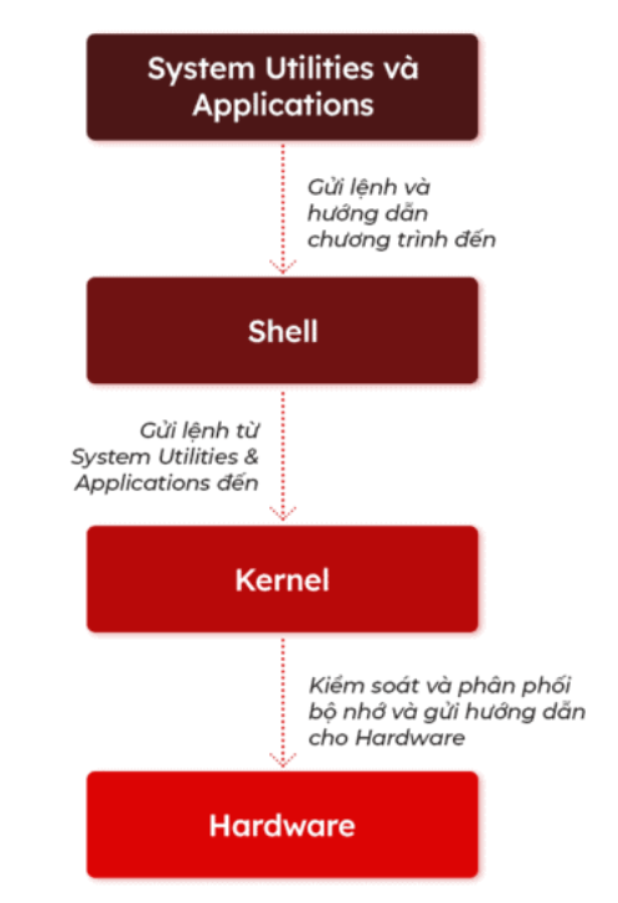 System Utilities và
Applications
Gửi lệnh và
hướng dẫn
chương trình đến
Shell
Gửi lệnh từ
System Utilities &
Applications đến
Kernel
Kiểm soát và phân phối
bộ nhớ và gửi hướng dẫn
cho Hardware
Hardware